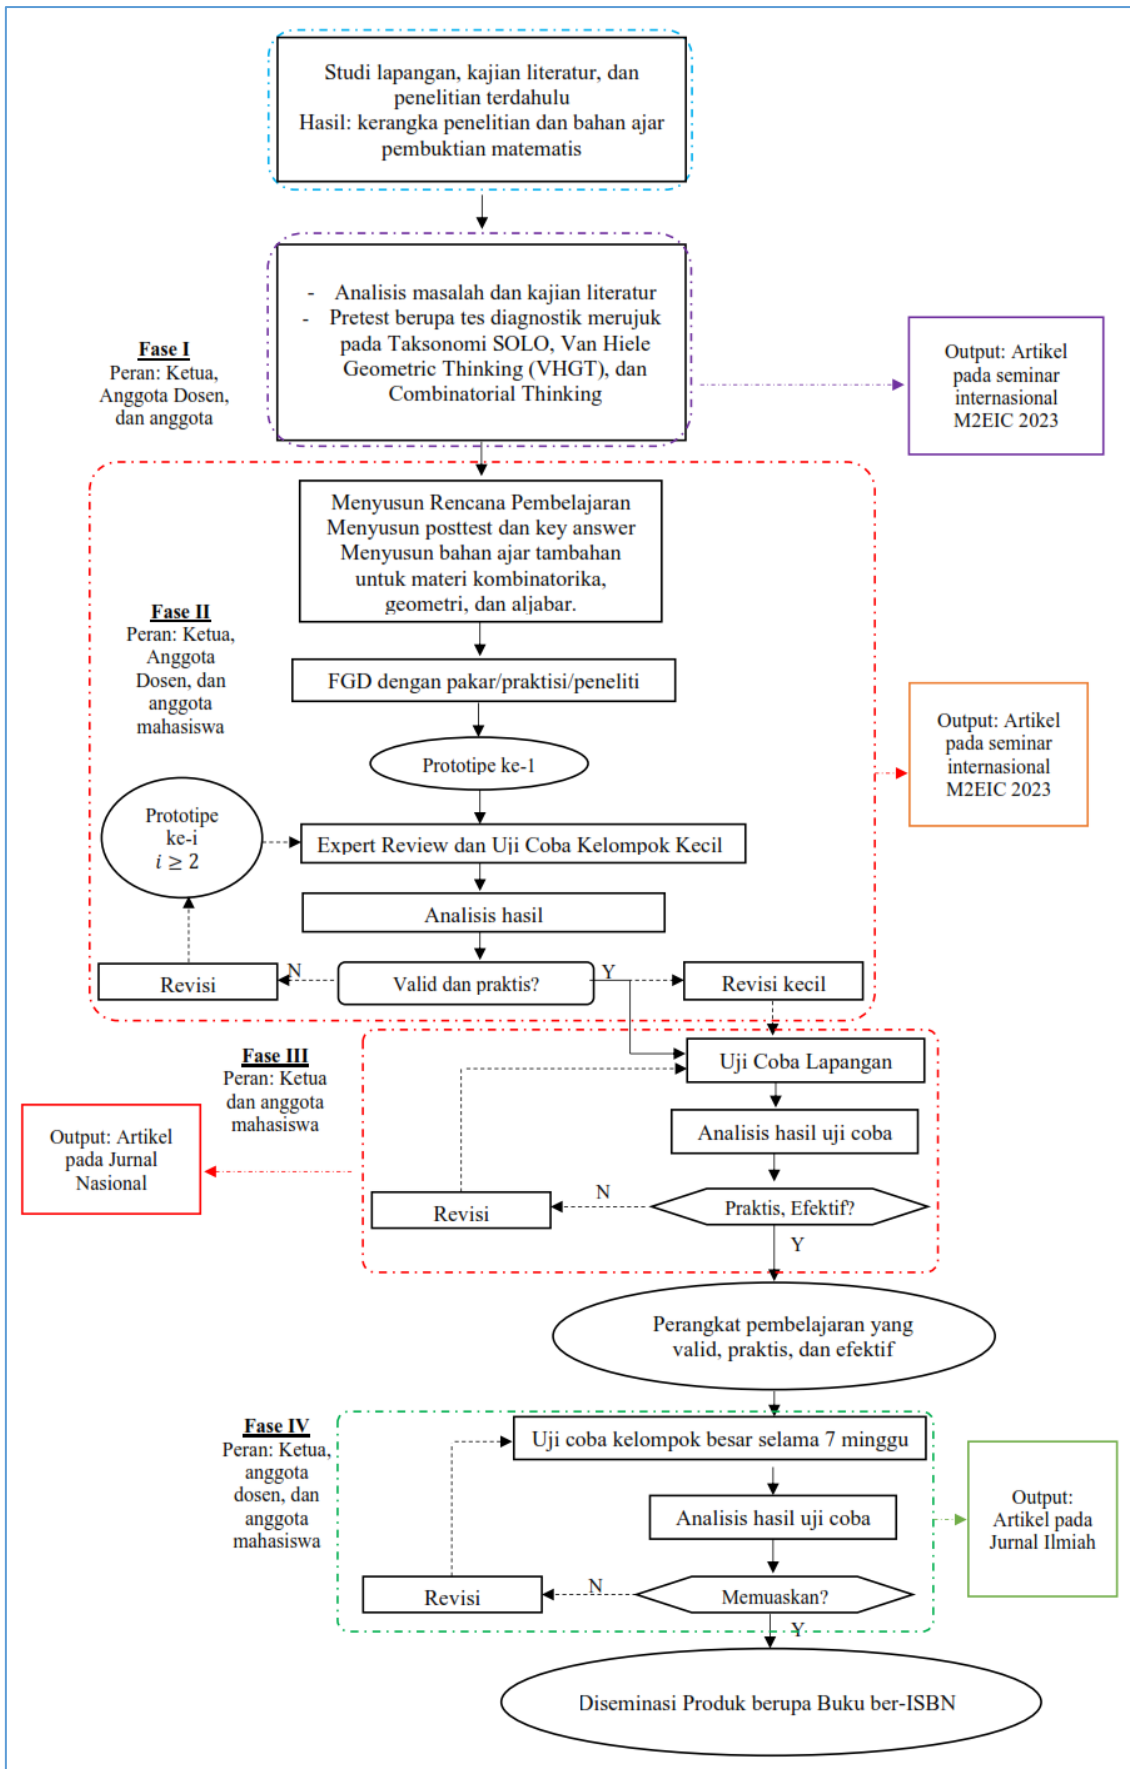 Studi lapangan, kajian literatur, dan
penelitian terdahulu
Hasil: kerangka penelitian dan bahan ajar
pembuktian matematis
- Analisis masalah dan kajian literatur
- Pretest berupa tes diagnostik merujuk
pada Taksonomi SOLO, Van Hiele
Geometric Thinking (VHGT), dan
Combinatorial Thinking
Fase I
Peran: Ketua,
Anggota Dosen,
dan anggota
Output: Artikel
pada seminar
internasional
M2EIC 2023
Menyusun Rencana Pembelajaran
Menyusun posttest dan key answer
Menyusun bahan ajar tambahan
untuk materi kombinatorika,
geometri, dan aljabar.
Fase II
Peran: Ketua,
Anggota
Dosen, dan
anggota
mahasiswa
FGD dengan pakar/praktisi/peneliti
Prototipe ke-1
Output: Artikel
pada seminar
internasional
M2EIC 2023
Prototipe
ke-i
i ≥ 2
Expert Review dan Uji Coba Kelompok Kecil
Analisis hasil
Revisi
N
Valid dan praktis?
Y
Revisi kecil
Fase III
Peran: Ketua
dan anggota
mahasiswa
Uji Coba Lapangan
Output: Artikel
pada Jurnal
Nasional
Analisis hasil uji coba
Revisi
N
Praktis, Efektif?
Y
Perangkat pembelajaran yang
valid, praktis, dan efektif
Fase IV
Peran: Ketua,
anggota
dosen, dan
anggota
mahasiswa
Uji coba kelompok besar selama 7 minggu
Analisis hasil uji coba
Output:
Artikel pada
Jurnal Ilmiah
Revisi
N
Memuaskan?
Y
Diseminasi Produk berupa Buku ber-ISBN